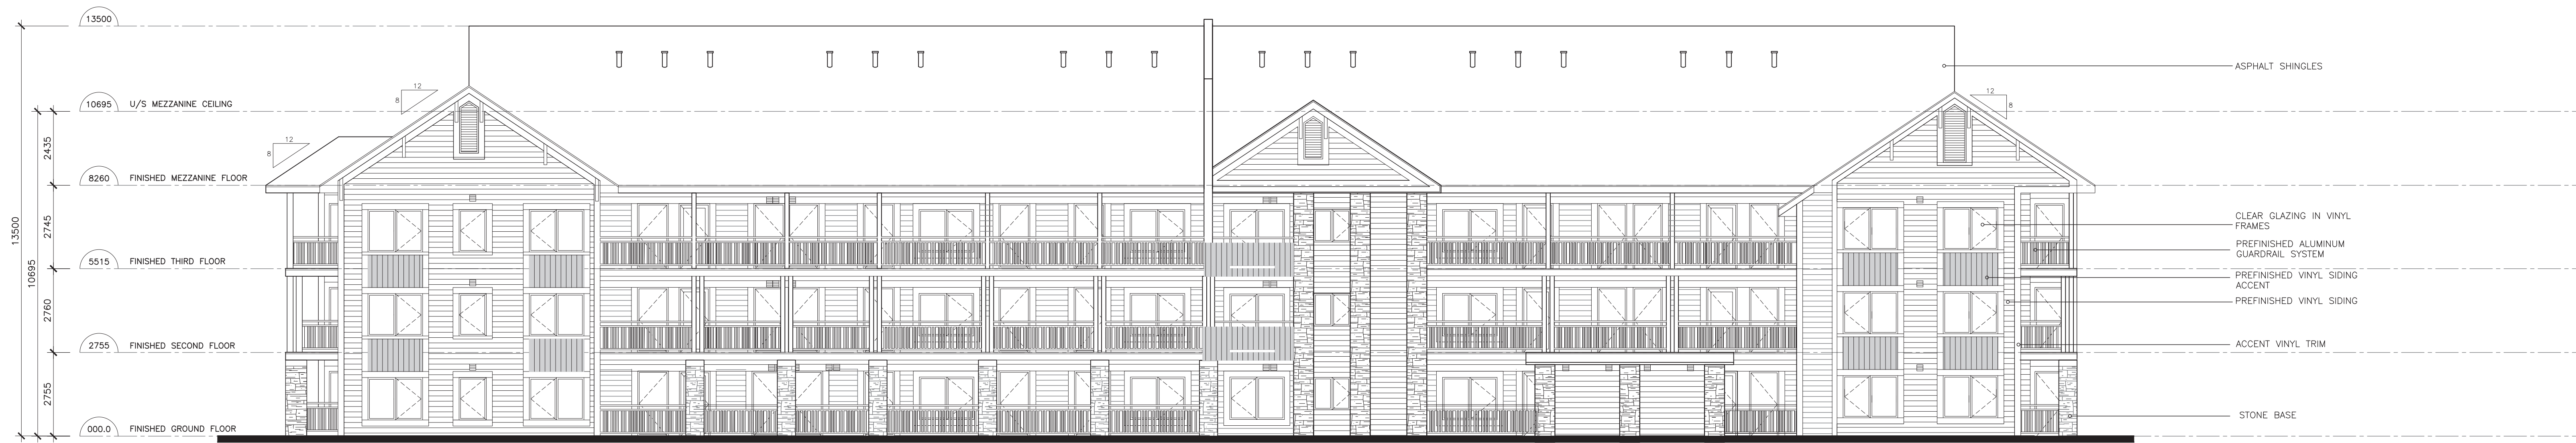 13500
10695 U/S MEZZANINE CEILING
8260 FINISHED MEZZANINE FLOOR
5515 FINISHED THIRD FLOOR
2755 FINISHED SECOND FLOOR
000.0 FINISHED GROUND FLOOR
13500
10695
2435
2745
2760
2755
12
8
12
8
12
8
ASPHALT SHINGLES
CLEAR GLAZING IN VINYL
FRAMES
PREFINISHED ALUMINUM
GUARDRAIL SYSTEM
PREFINISHED VINYL SIDING
ACCENT
PREFINISHED VINYL SIDING
ACCENT VINYL TRIM
STONE BASE